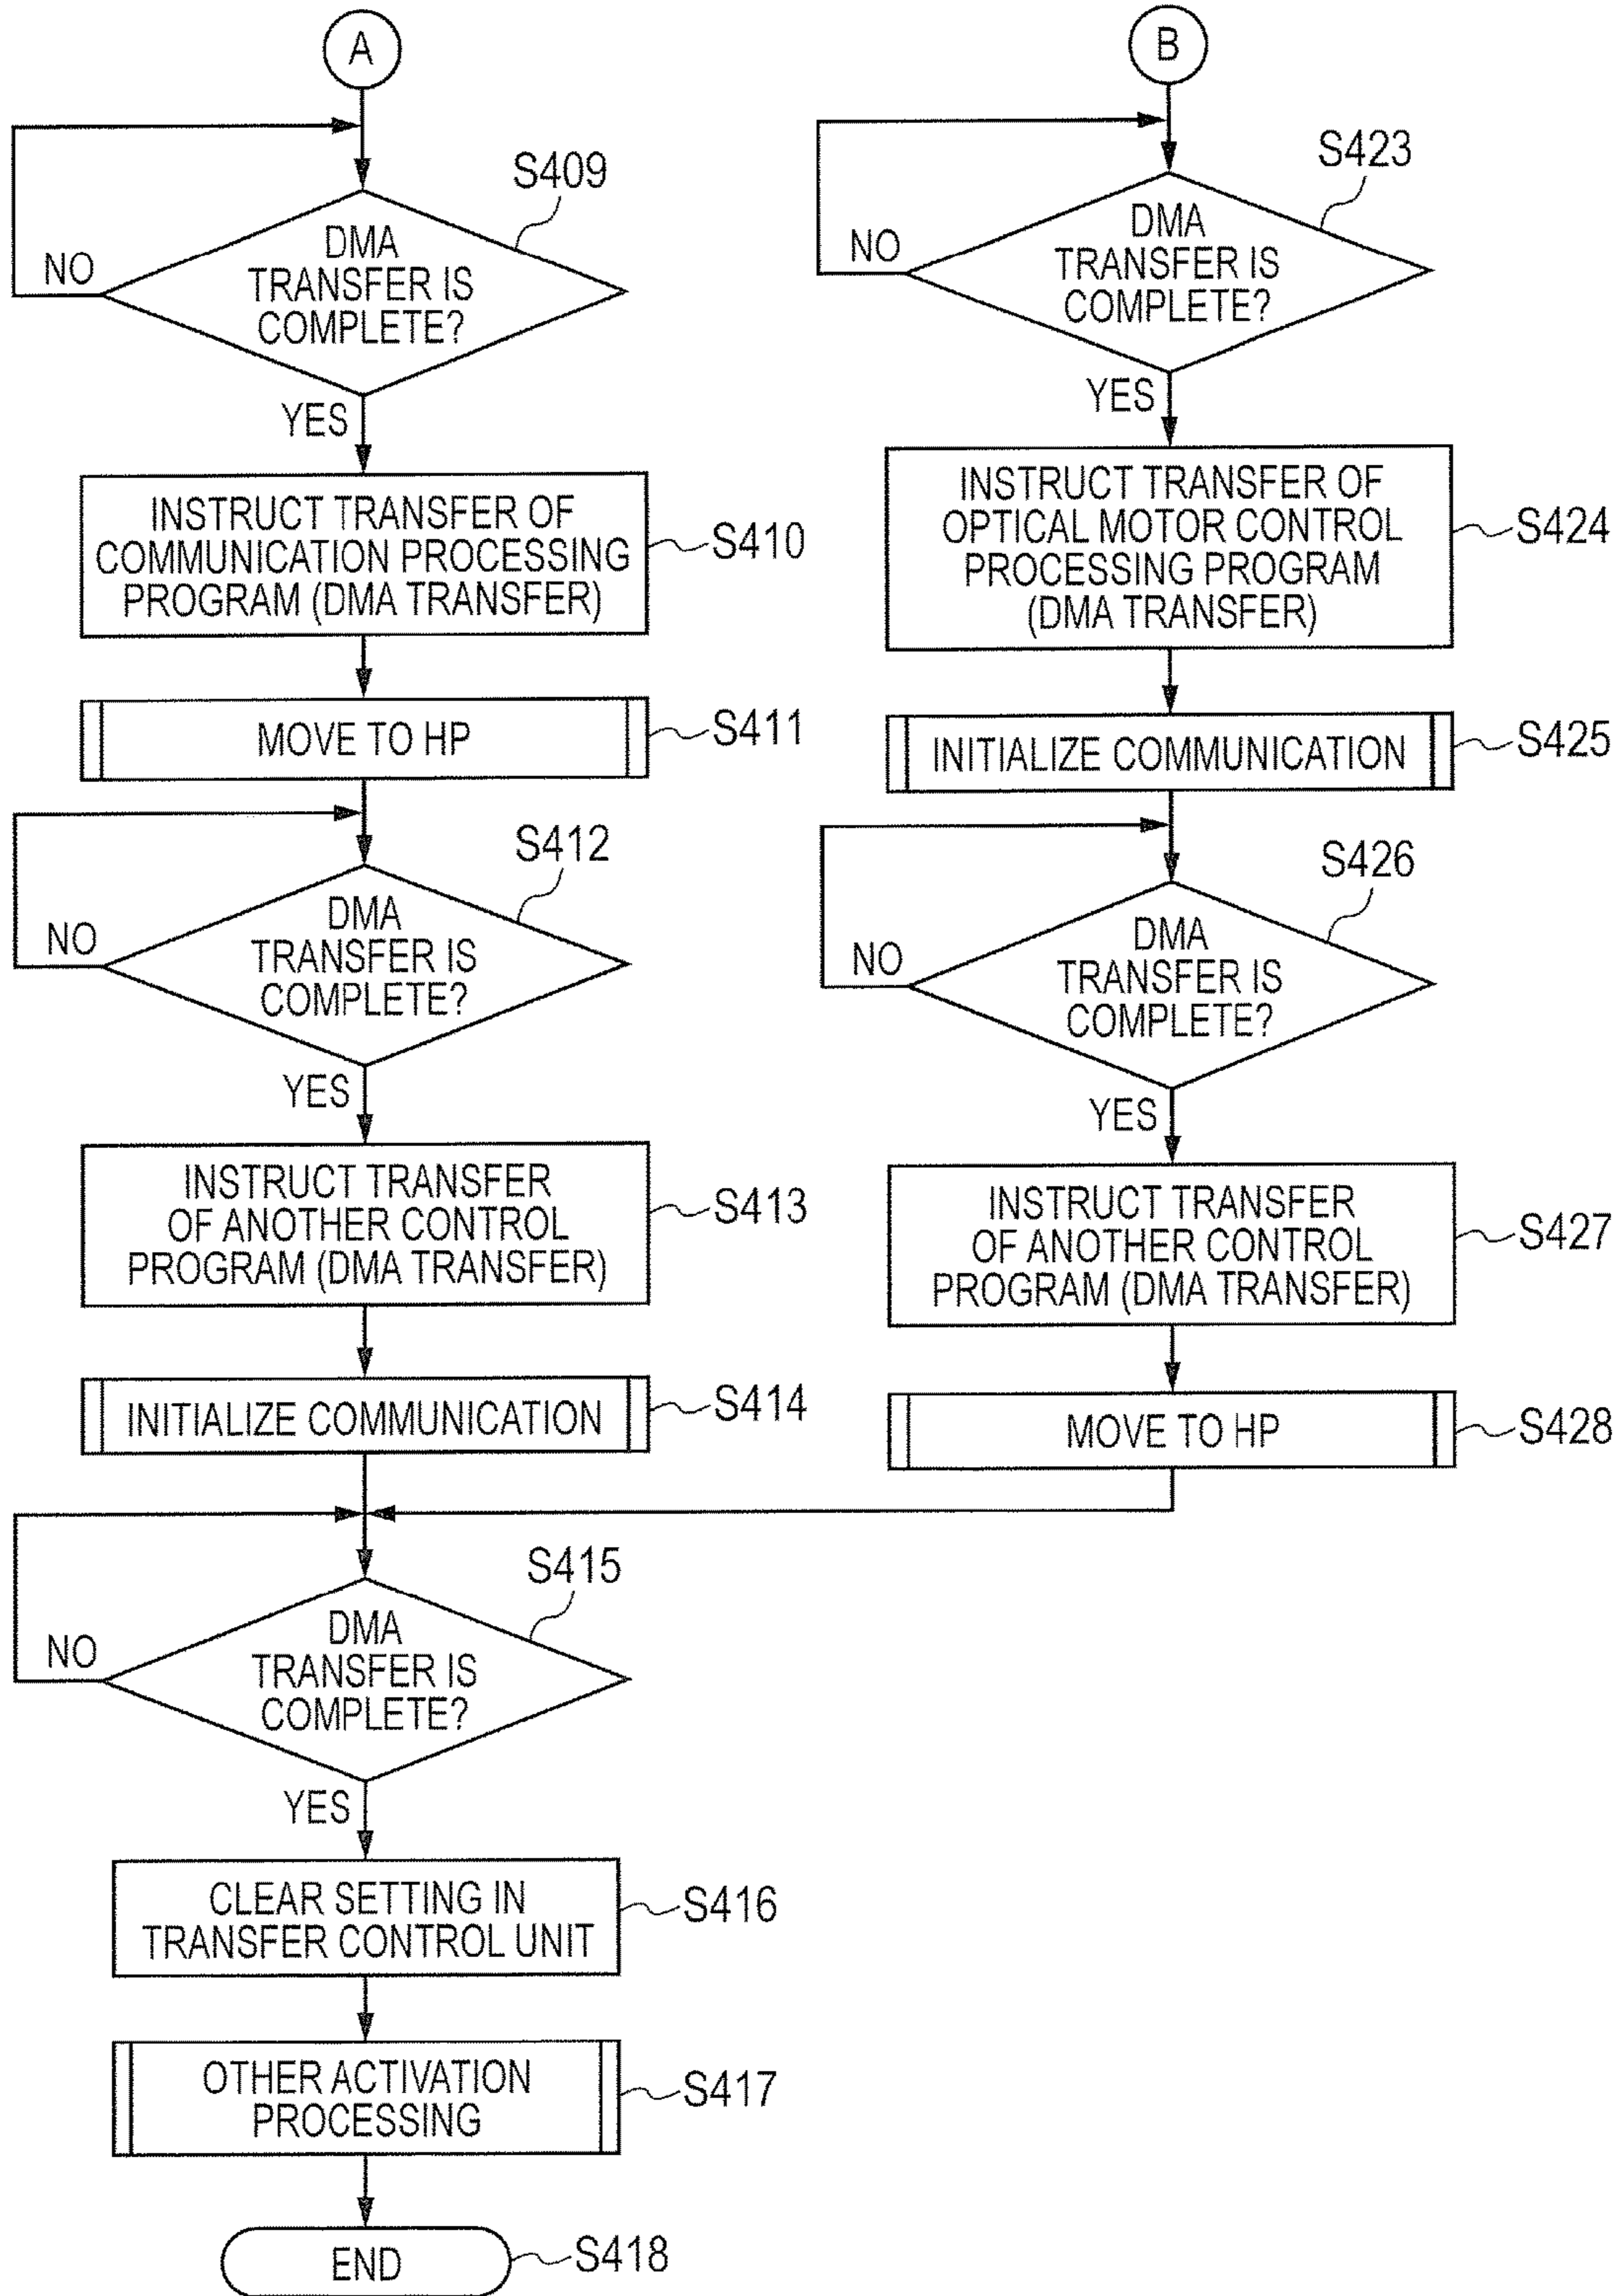 A
S409
DMA
TRANSFER IS
COMPLETE?
NO
YES
INSTRUCT TRANSFER OF
COMMUNICATION PROCESSING
PROGRAM (DMA TRANSFER)
S410
MOVE TO HP
S411
S412
DMA
TRANSFER IS
COMPLETE?
NO
YES
INSTRUCT TRANSFER
OF ANOTHER CONTROL
PROGRAM (DMA TRANSFER)
S413
INITIALIZE COMMUNICATION
S414
S415
DMA
TRANSFER IS
COMPLETE?
NO
YES
CLEAR SETTING IN
TRANSFER CONTROL UNIT
S416
OTHER ACTIVATION
PROCESSING
S417
END
S418
B
S423
DMA
TRANSFER IS
COMPLETE?
NO
YES
INSTRUCT TRANSFER OF
OPTICAL MOTOR CONTROL
PROCESSING PROGRAM
(DMA TRANSFER)
S424
INITIALIZE COMMUNICATION
S425
S426
DMA
TRANSFER IS
COMPLETE?
NO
YES
INSTRUCT TRANSFER
OF ANOTHER CONTROL
PROGRAM (DMA TRANSFER)
S427
MOVE TO HP
S428